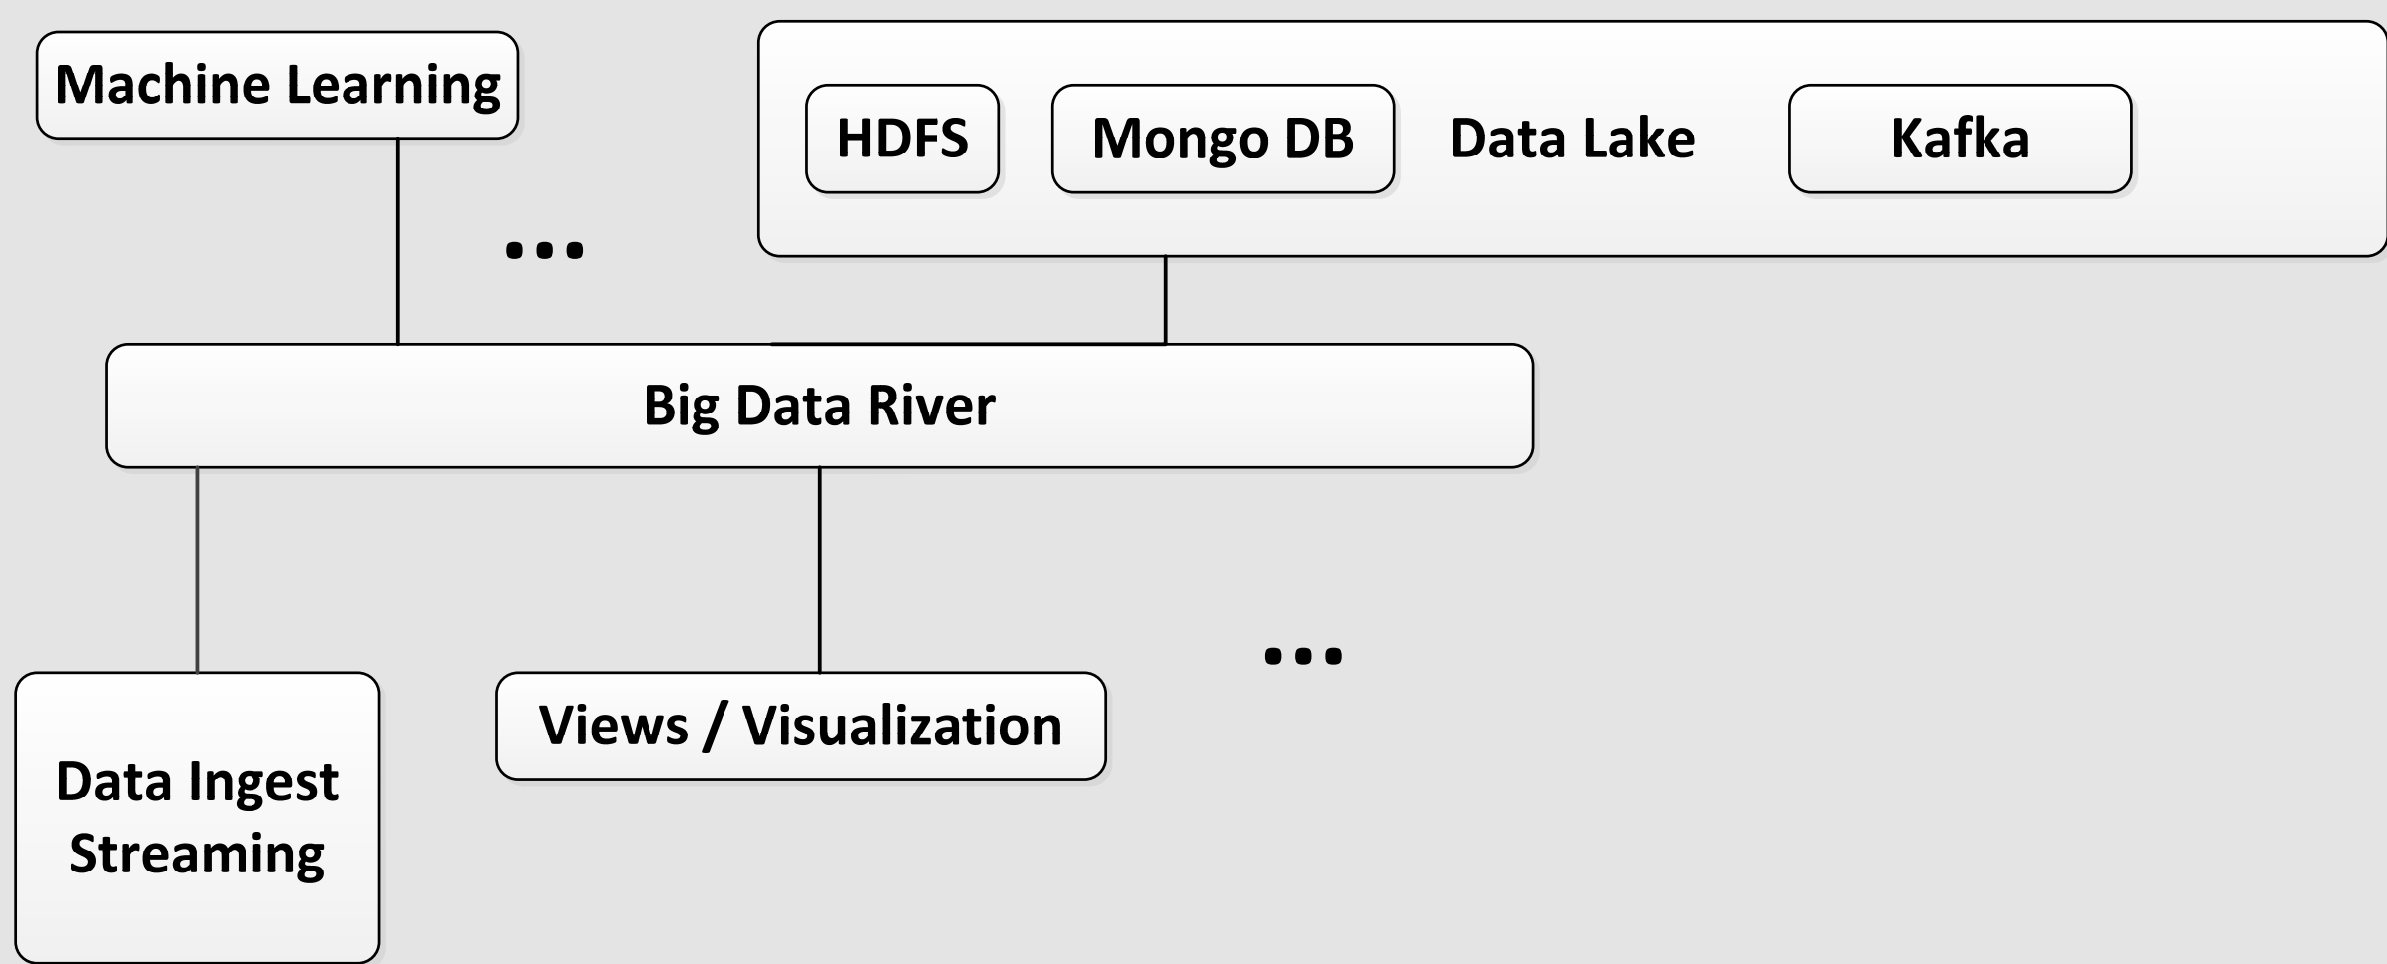 Machine Learning
HDFS
Mongo DB
Data Lake
Kafka
...
Big Data River
...
Views / Visualization
Data Ingest
Streaming